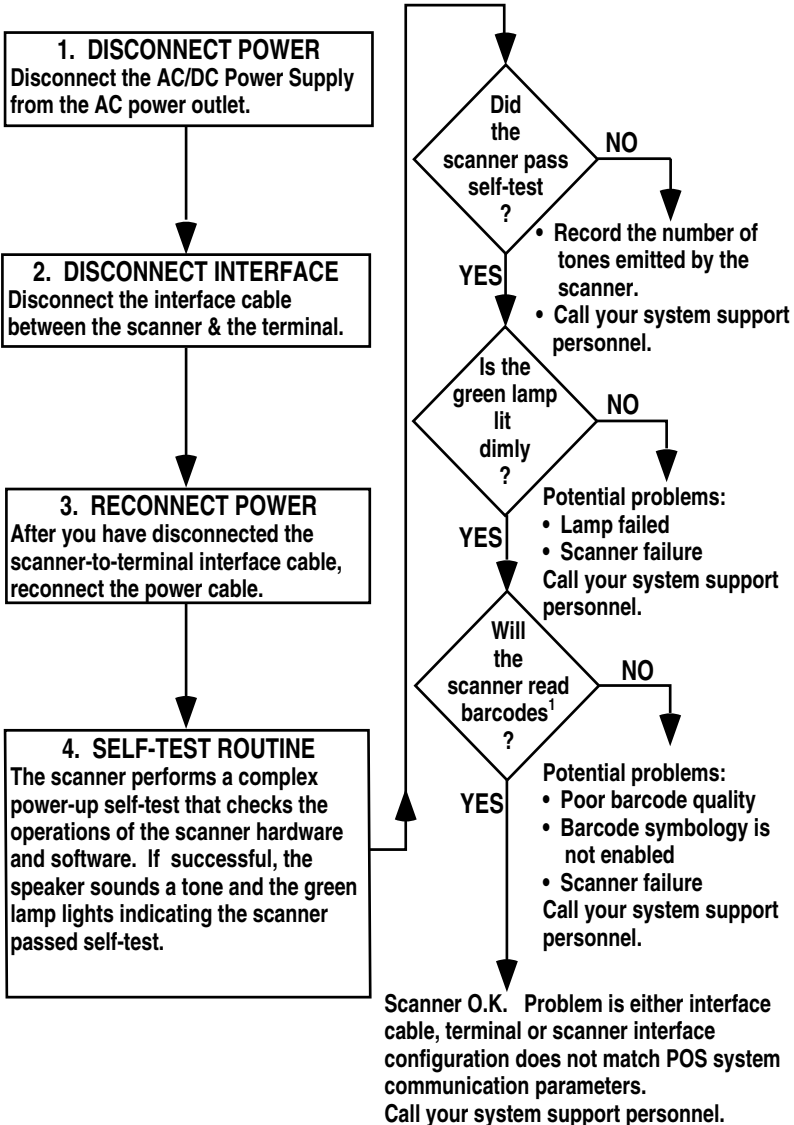 1. DISCONNECT POWER
Disconnect the AC/DC Power Supply
from the AC power outlet.
2. DISCONNECT INTERFACE
Disconnect the interface cable
between the scanner & the terminal.
3. RECONNECT POWER
After you have disconnected the
scanner-to-terminal interface cable,
reconnect the power cable.
4. SELF-TEST ROUTINE
The scanner performs a complex
power-up self-test that checks the
operations of the scanner hardware
and software. If successful, the
speaker sounds a tone and the green
lamp lights indicating the scanner
passed self-test.
Did
the
scanner pass
self-test
?
NO
• Record the number of
tones emitted by the
scanner.
• Call your system support
personnel.
YES
Is the
green lamp
lit
dimly
?
NO
Potential problems:
• Lamp failed
• Scanner failure
Call your system support
personnel.
YES
Will
the
scanner read
barcodes1
?
NO
Potential problems:
• Poor barcode quality
• Barcode symbology is
not enabled
• Scanner failure
Call your system support
personnel.
YES
Scanner O.K. Problem is either interface
cable, terminal or scanner interface
configuration does not match POS system
communication parameters.
Call your system support personnel.